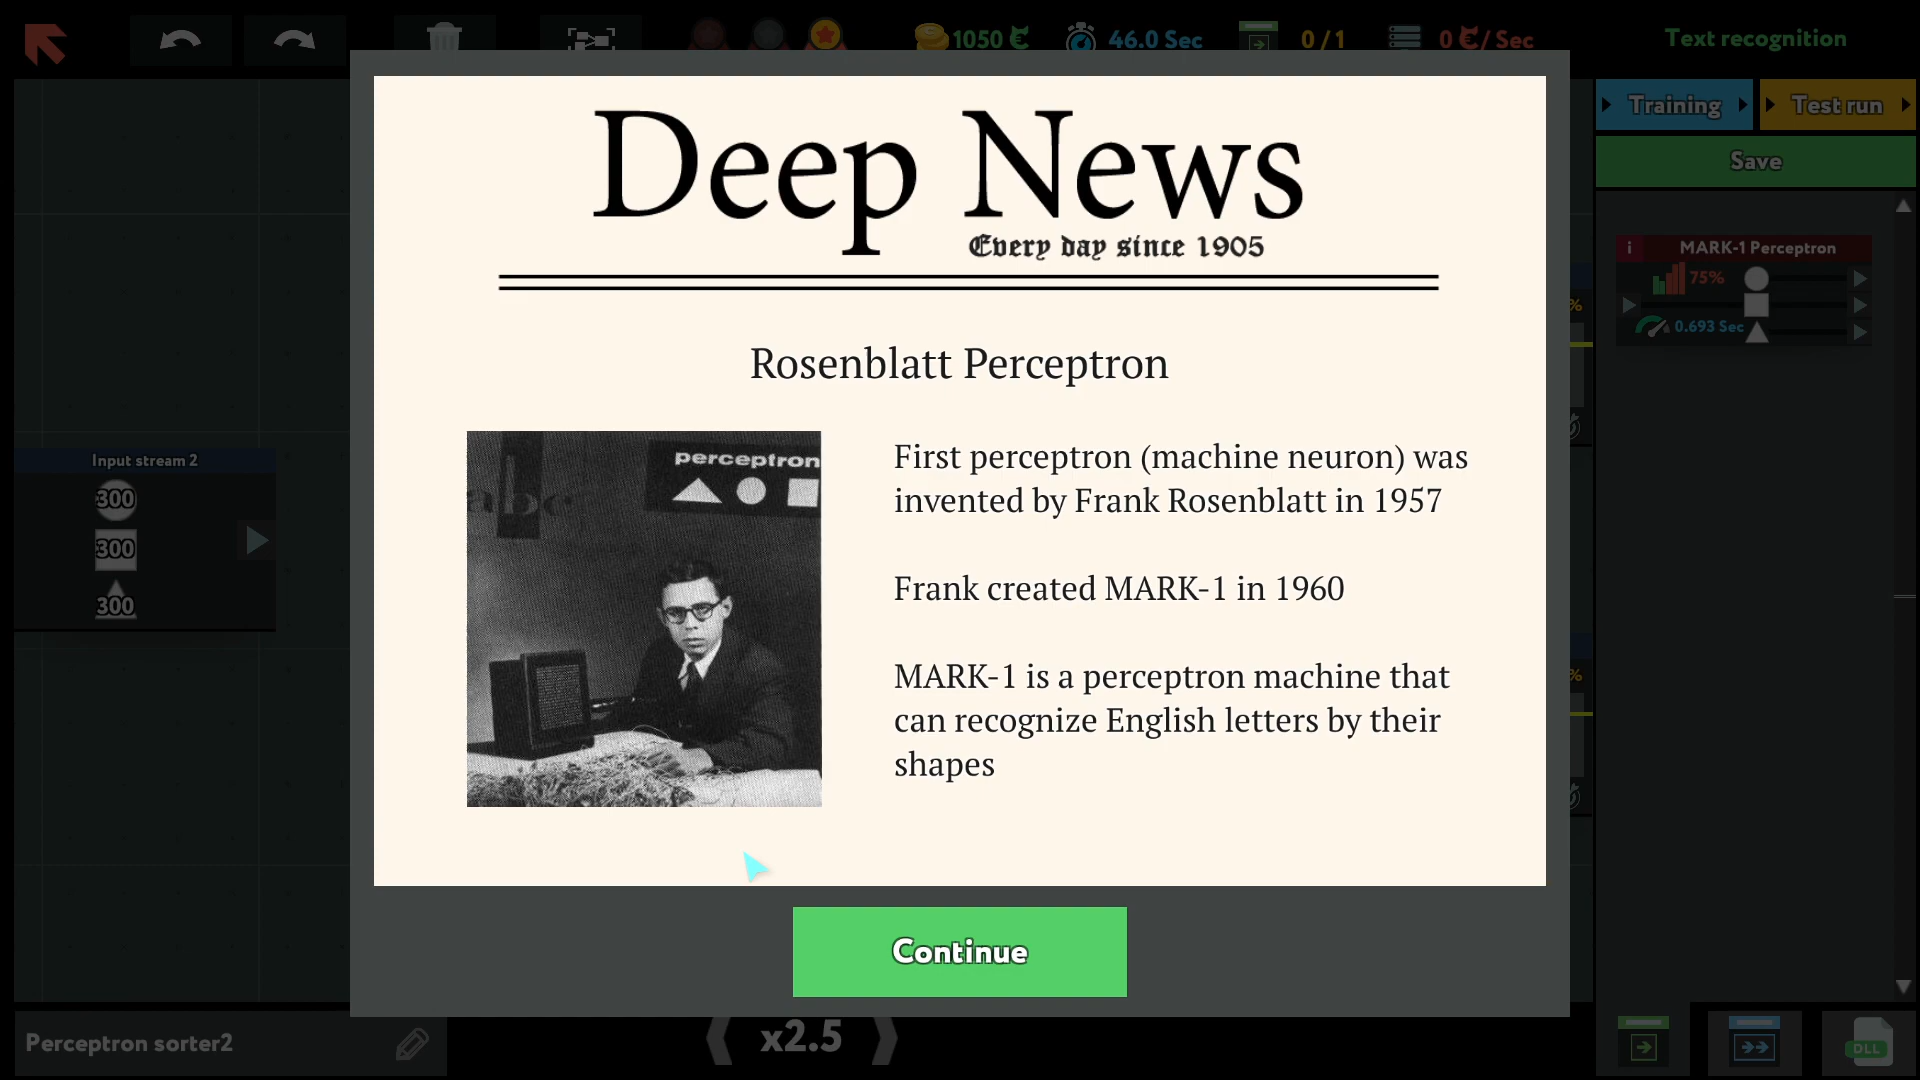 1050
46.0 Sec
0 / 1
0 / Sec
Text recognition
Training
Test run
Save
Deep News
Every day since 1905
Rosenblatt Perceptron
perceptron
abc
First perceptron (machine neuron) was
invented by Frank Rosenblatt in 1957
Frank created MARK-1 in 1960
MARK-1 is a perceptron machine that
can recognize English letters by their
shapes
Continue
Input stream 2
300
300
300
%
%
i
MARK-1 Perceptron
75%
0.693 Sec
Perceptron sorter2
x2.5
DLL